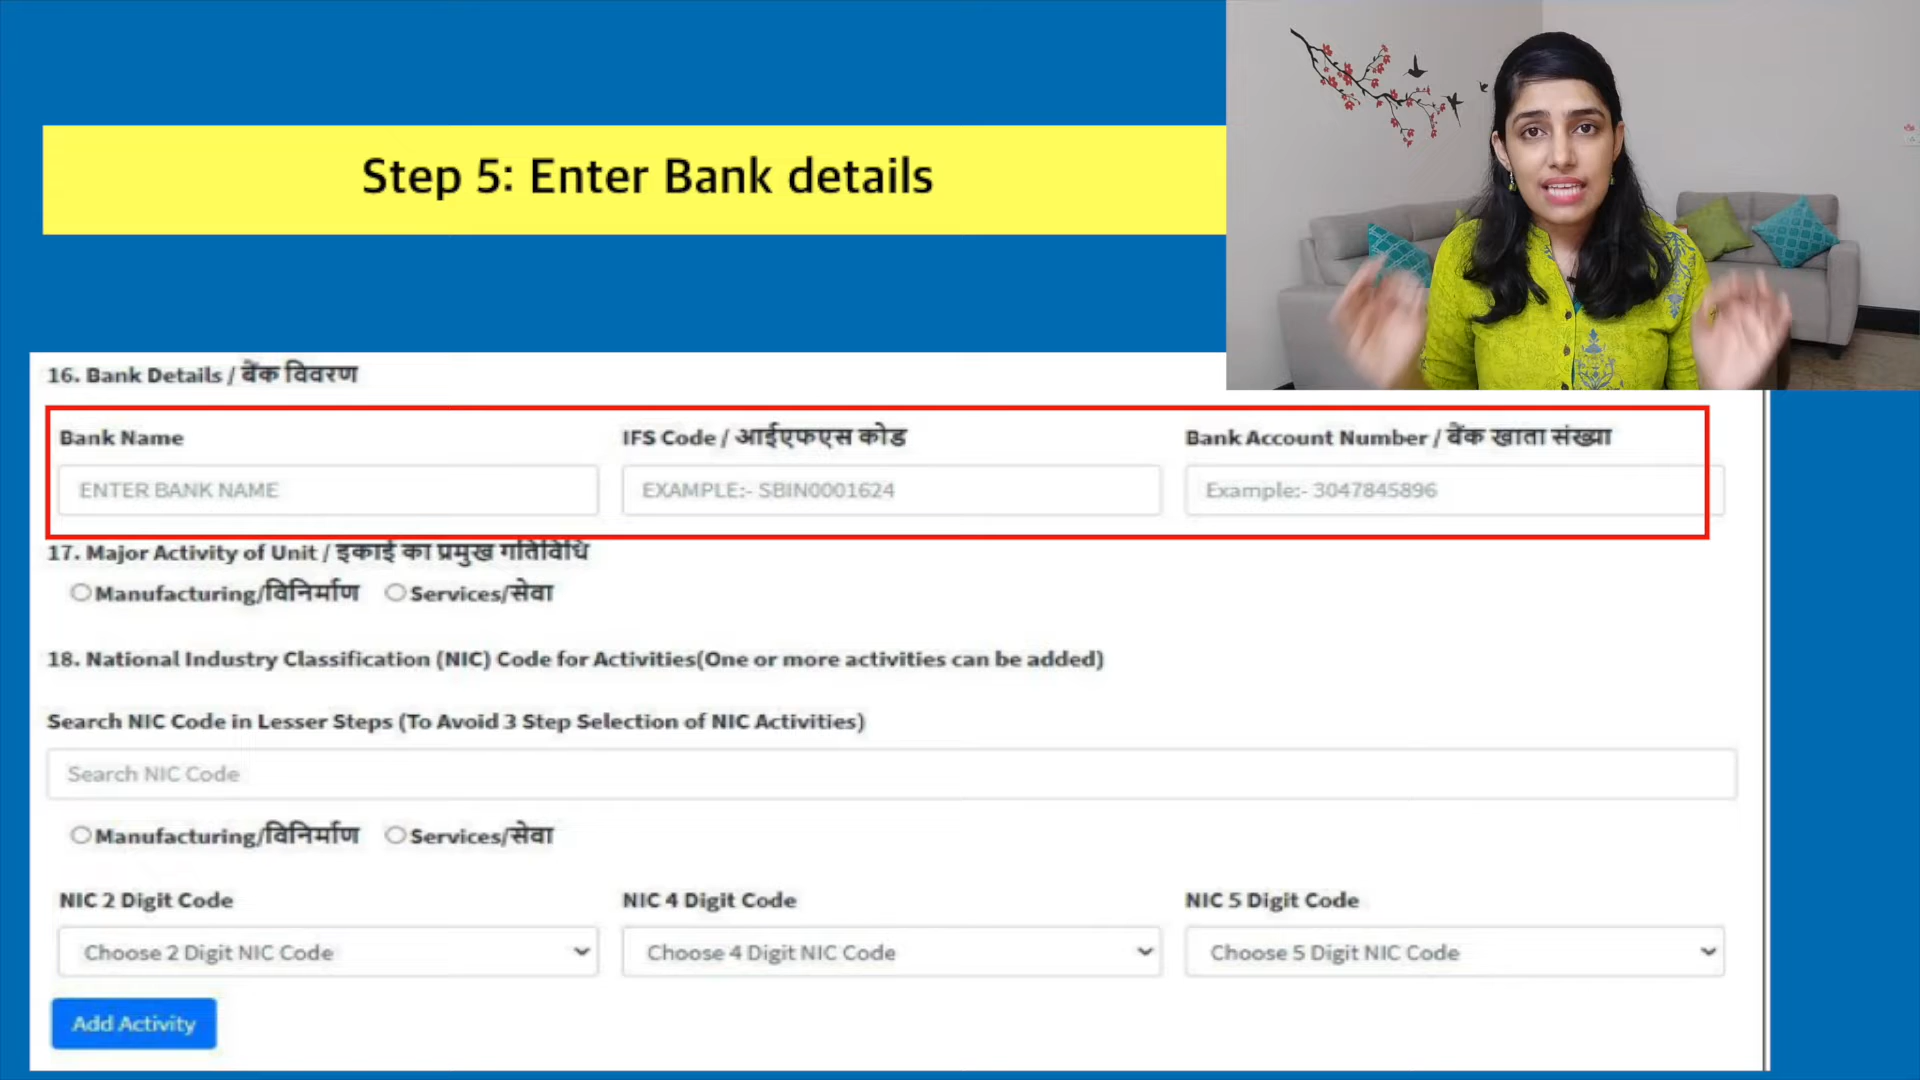 Step 5: Enter Bank details
16. Bank Details / बैंक विवरण
Bank Name
IFS Code / आईएफएस कोड
Bank Account Number / बैंक खाता संख्या
ENTER BANK NAME
EXAMPLE:- SBIN0001624
Example:- 3047845896
17. Major Activity of Unit / इकाई का प्रमुख गतिविधि
Manufacturing/विनिर्माण Services/सेवा
18. National Industry Classification (NIC) Code for Activities(One or more activities can be added)
Search NIC Code in Lesser Steps (To Avoid 3 Step Selection of NIC Activities)
Search NIC Code
Manufacturing/विनिर्माण Services/सेवा
NIC 2 Digit Code
NIC 4 Digit Code
NIC 5 Digit Code
Choose 2 Digit NIC Code
Choose 4 Digit NIC Code
Choose 5 Digit NIC Code
Add Activity